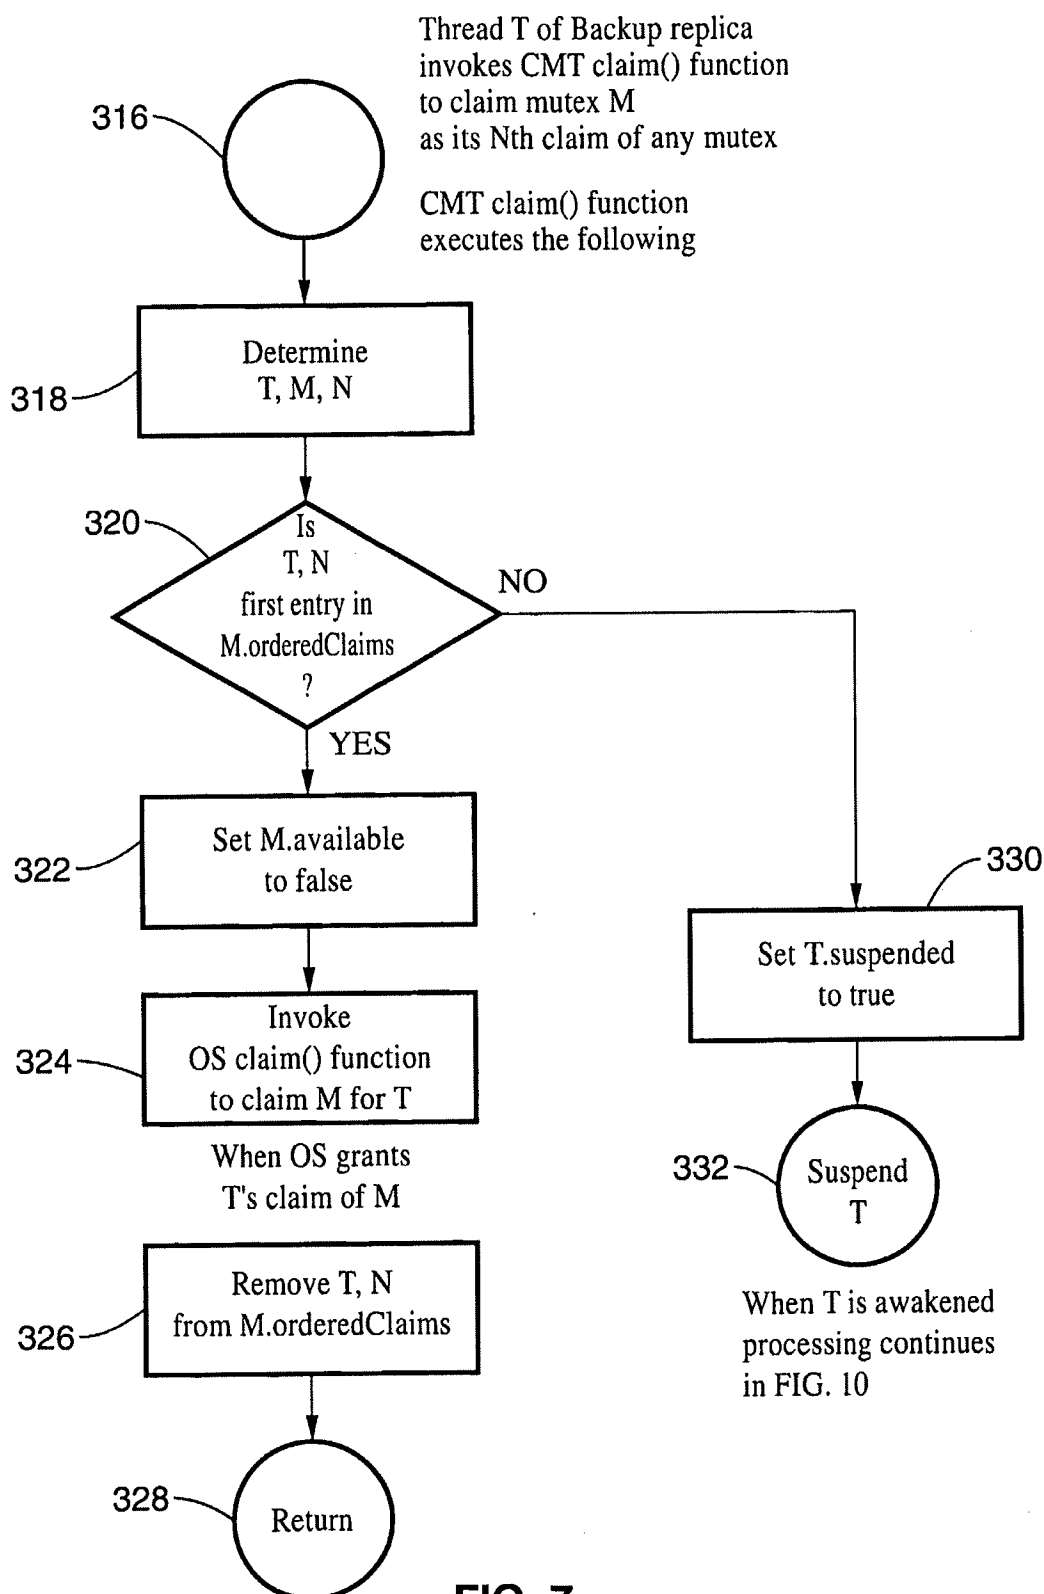 Thread T of Backup replica
invokes CMT claim() function
to claim mutex M
as its Nth claim of any mutex
CMT claim() function
executes the following
316
Determine
T, M, N
318
320
Is
T, N
first entry in
M.orderedClaims
?
NO
YES
Set M.available
to false
322
330
Set T.suspended
to true
Invoke
OS claim() function
to claim M for T
324
When OS grants
T's claim of M
332
Suspend
T
Remove T, N
from M.orderedClaims
326
When T is awakened
processing continues
in FIG. 10
328
Return
FIG. 7